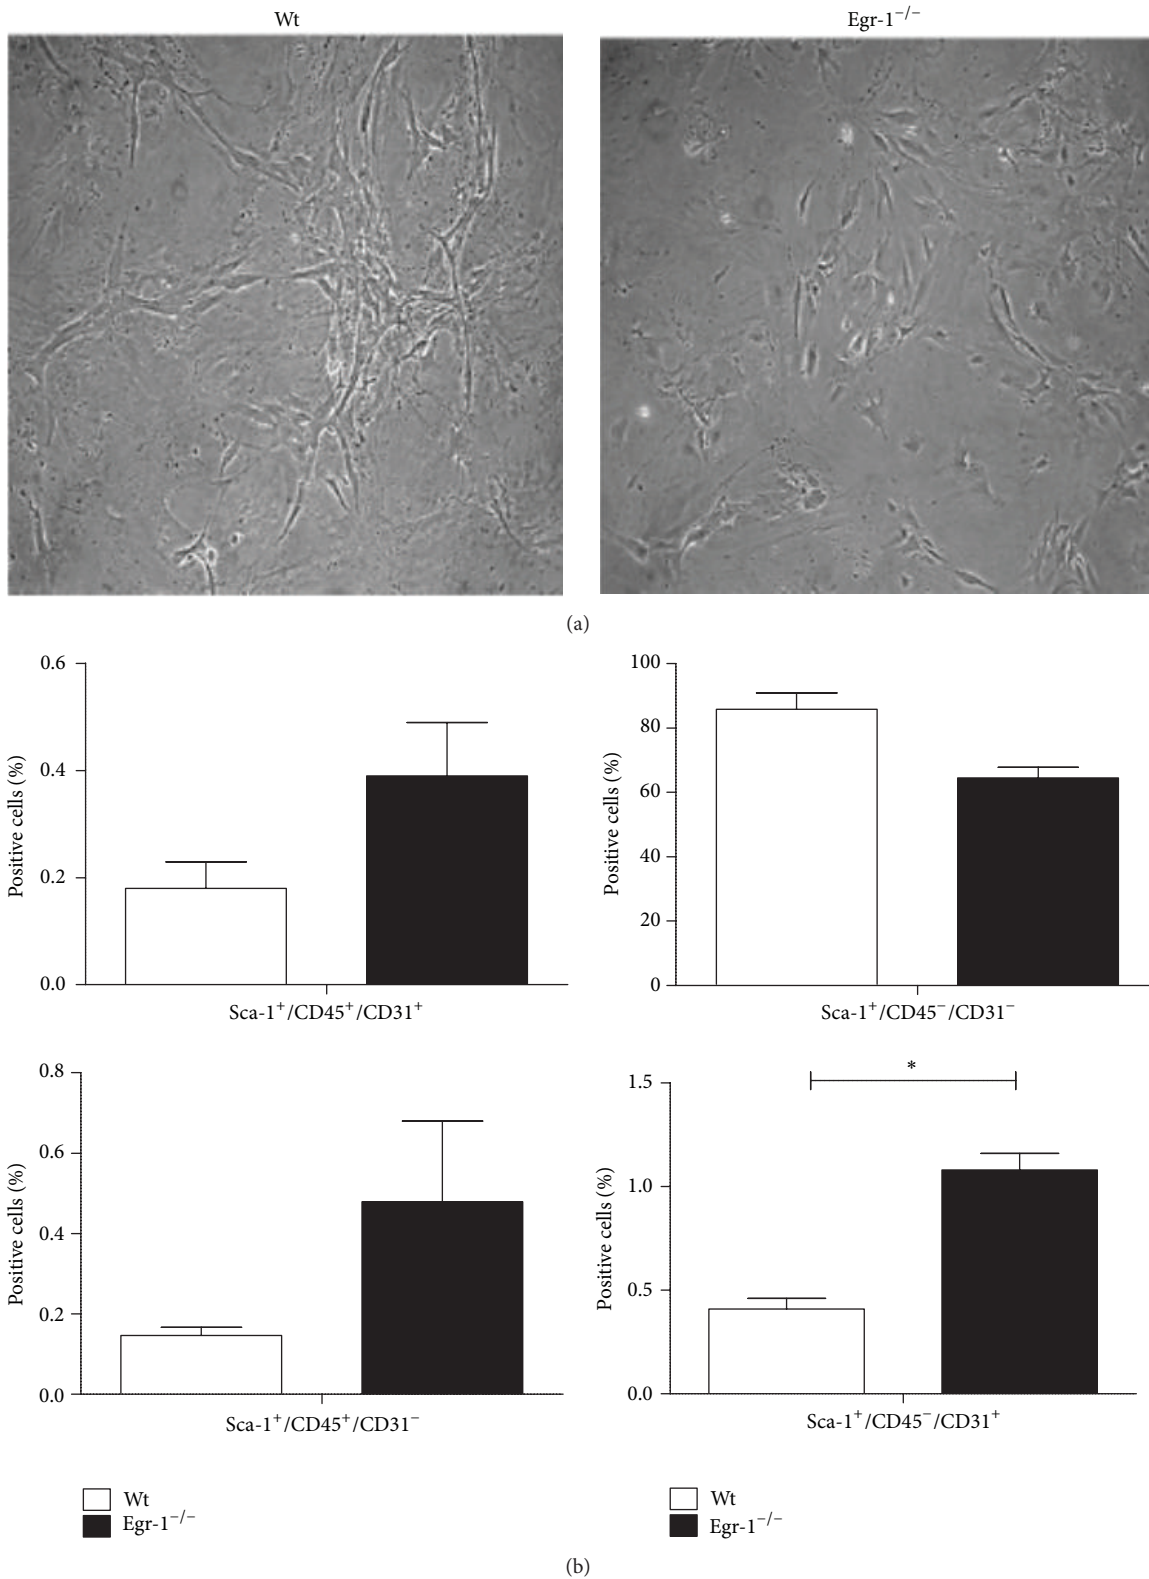 Wt
Egr-1⁻/⁻
(a)
0.6
0.4
0.2
0.0
Positive cells (%)
Sca-1⁺/CD45⁺/CD31⁺
100
80
60
40
20
0
Positive cells (%)
Sca-1⁺/CD45⁻/CD31⁻
0.8
0.6
0.4
0.2
0.0
Positive cells (%)
Sca-1⁺/CD45⁺/CD31⁻
*
1.5
1.0
0.5
0.0
Positive cells (%)
Sca-1⁺/CD45⁻/CD31⁺
Wt
Egr-1⁻/⁻
Wt
Egr-1⁻/⁻
(b)